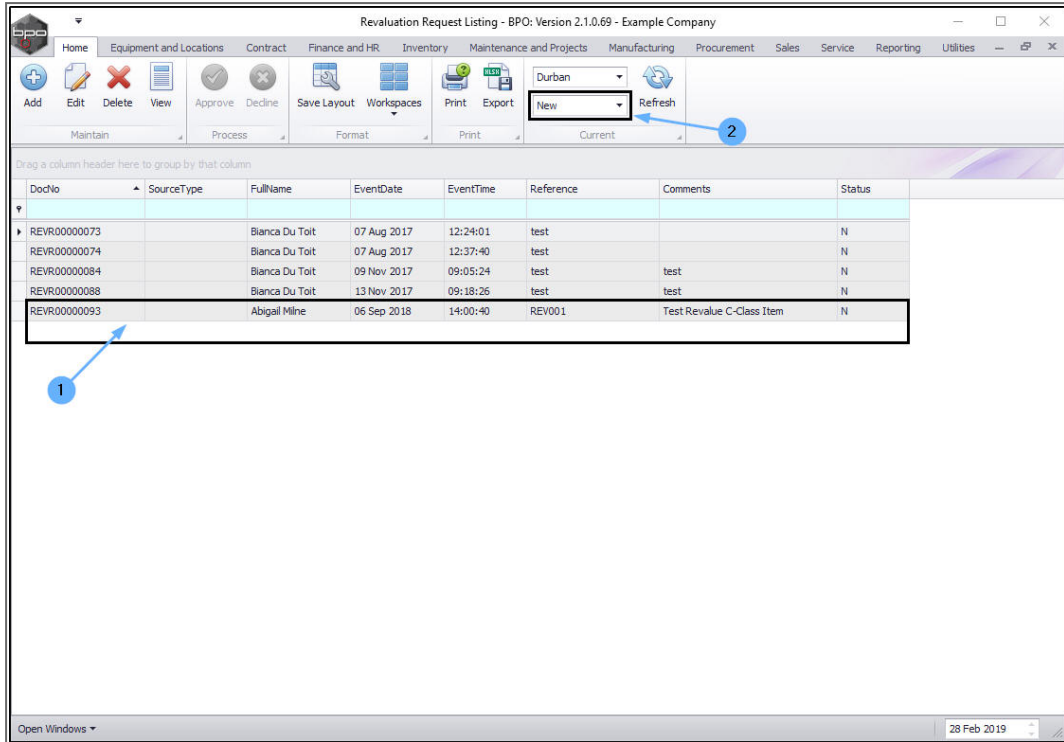 bpo
Revaluation Request Listing - BPO: Version 2.1.0.69 - Example Company
Home Equipment and Locations Contract Finance and HR Inventory Maintenance and Projects Manufacturing Procurement Sales Service Reporting Utilities
Durban
XLSX
New
Add Edit Delete View Approve Decline Save Layout Workspaces Print Export Refresh
2
Maintain Process Format Print Current
Drag a column header here to group by that column
DocNo SourceType FullName EventDate EventTime Reference Comments Status
REVR00000073 Bianca Du Toit 07 Aug 2017 12:24:01 test N
REVR00000074 Bianca Du Toit 07 Aug 2017 12:37:40 test N
REVR00000084 Bianca Du Toit 09 Nov 2017 09:05:24 test test N
REVR00000088 Bianca Du Toit 13 Nov 2017 09:18:26 test test N
REVR00000093 Abigail Milne 06 Sep 2018 14:00:40 REV001 Test Revalue C-Class Item N
1
Open Windows 28 Feb 2019